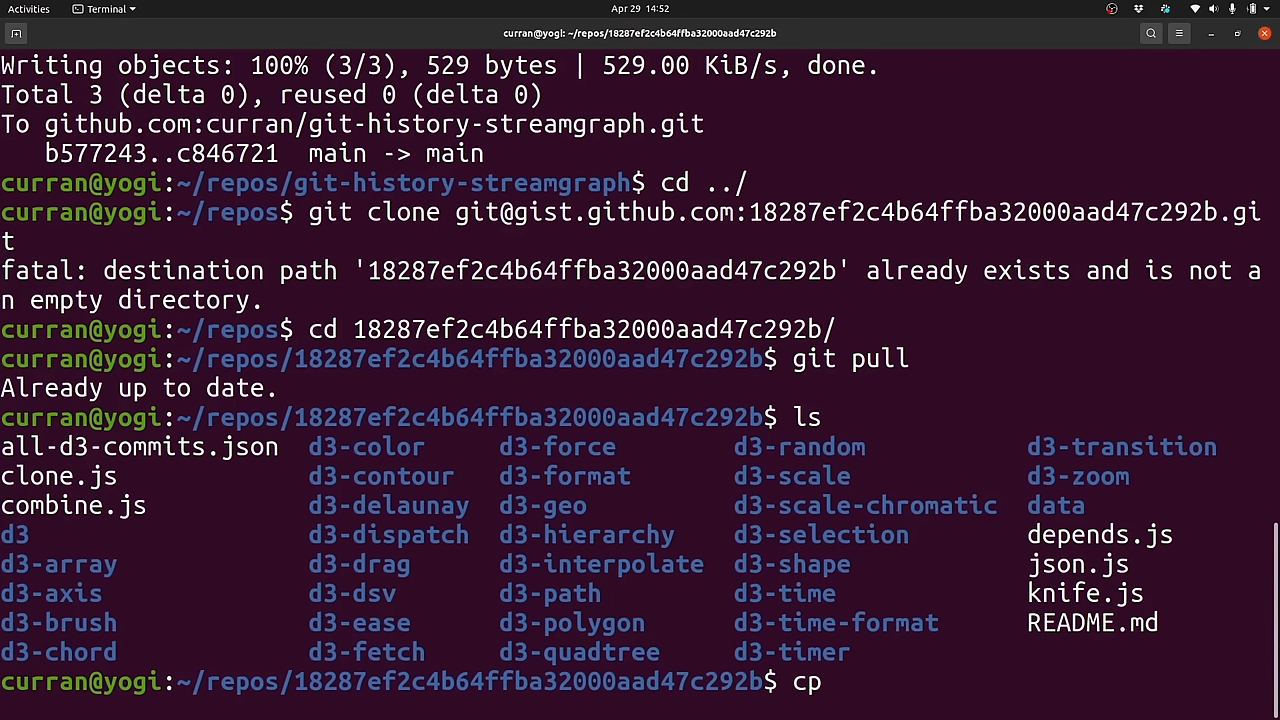 Activities Terminal Apr 29 14:52
curran@yogi: ~/repos/18287ef2c4b64ffba32000aad47c292b
Writing objects: 100% (3/3), 529 bytes | 529.00 KiB/s, done.
Total 3 (delta 0), reused 0 (delta 0)
To github.com:curran/git-history-streamgraph.git
   b577243..c846721  main -> main
curran@yogi:~/repos/git-history-streamgraph$ cd ../
curran@yogi:~/repos$ git clone git@gist.github.com:18287ef2c4b64ffba32000aad47c292b.gi
t
fatal: destination path '18287ef2c4b64ffba32000aad47c292b' already exists and is not a
n empty directory.
curran@yogi:~/repos$ cd 18287ef2c4b64ffba32000aad47c292b/
curran@yogi:~/repos/18287ef2c4b64ffba32000aad47c292b$ git pull
Already up to date.
curran@yogi:~/repos/18287ef2c4b64ffba32000aad47c292b$ ls
all-d3-commits.json  d3-color     d3-force        d3-random           d3-transition
clone.js             d3-contour   d3-format       d3-scale            d3-zoom
combine.js           d3-delaunay  d3-geo          d3-scale-chromatic  data
d3                   d3-dispatch  d3-hierarchy    d3-selection        depends.js
d3-array             d3-drag      d3-interpolate  d3-shape            json.js
d3-axis              d3-dsv       d3-path         d3-time             knife.js
d3-brush             d3-ease      d3-polygon      d3-time-format      README.md
d3-chord             d3-fetch     d3-quadtree     d3-timer
curran@yogi:~/repos/18287ef2c4b64ffba32000aad47c292b$ cp